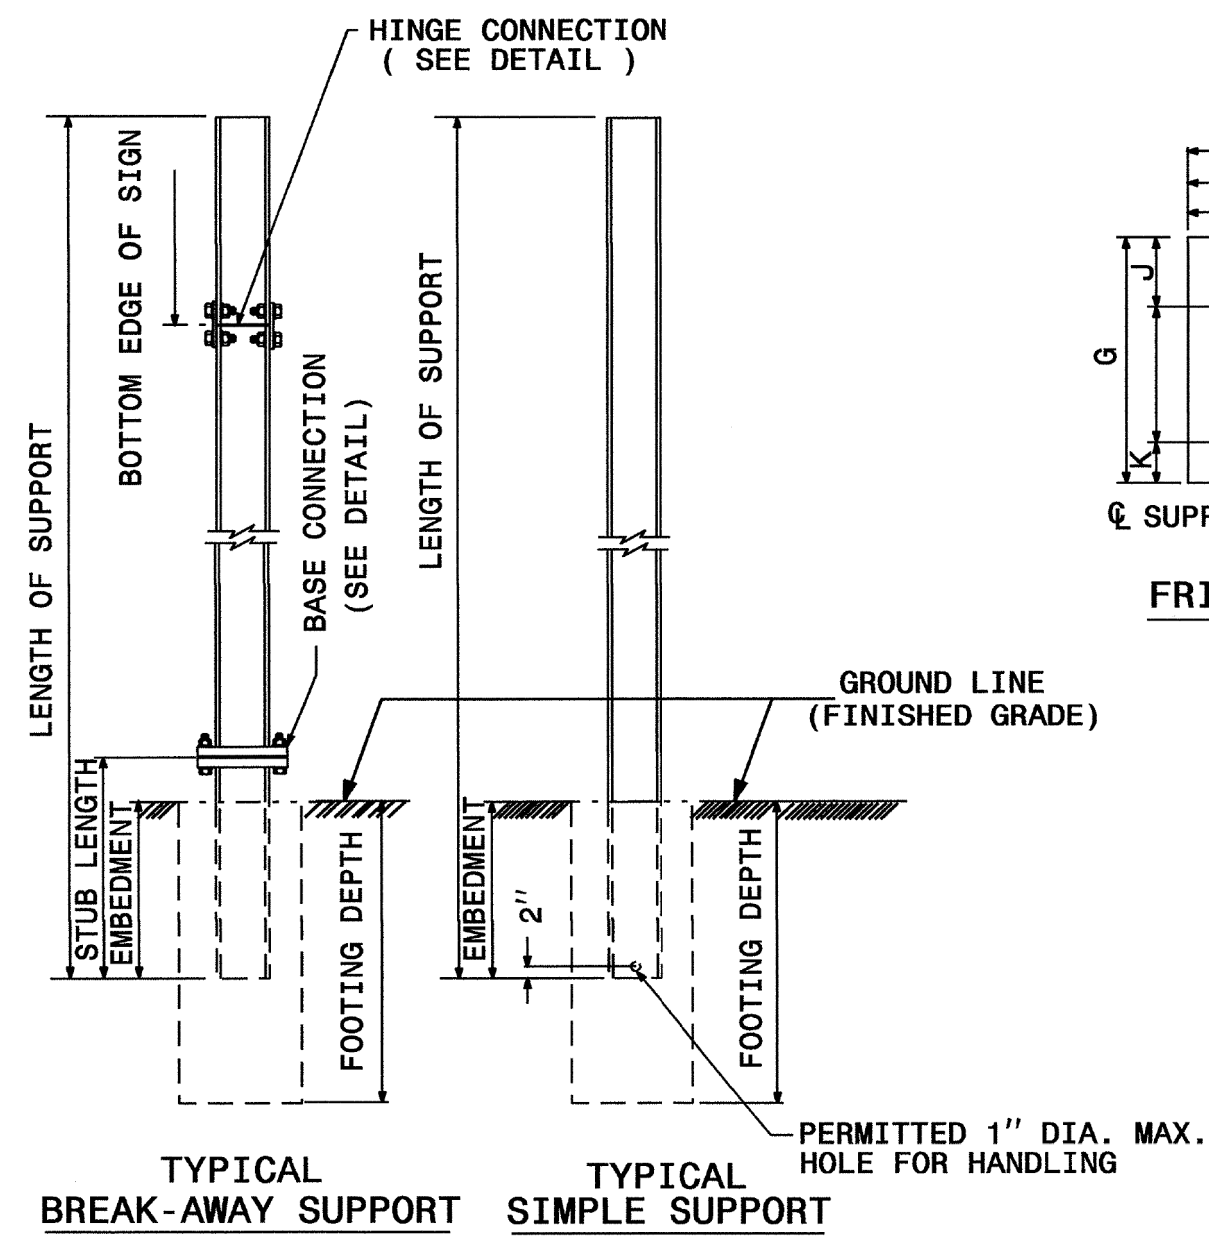 HINGE CONNECTION
( SEE DETAIL )
BOTTOM EDGE OF SIGN
LENGTH OF SUPPORT
BASE CONNECTION
(SEE DETAIL)
STUB LENGTH
EMBEDMENT
FOOTING DEPTH
TYPICAL
BREAK-AWAY SUPPORT
LENGTH OF SUPPORT
GROUND LINE
(FINISHED GRADE)
EMBEDMENT
2"
FOOTING DEPTH
PERMITTED 1" DIA. MAX.
HOLE FOR HANDLING
TYPICAL
SIMPLE SUPPORT
J
G
K
℄ SUPP
FRI